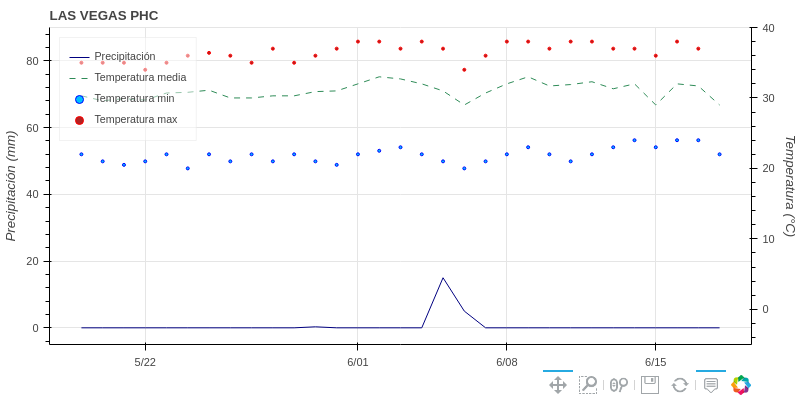 LAS VEGAS PHC
Precipitación (mm)
80
60
40
20
0
Precipitación
Temperatura media
Temperatura min
Temperatura max
40
30
20
10
0
Temperatura (°C)
5/22
6/01
6/08
6/15